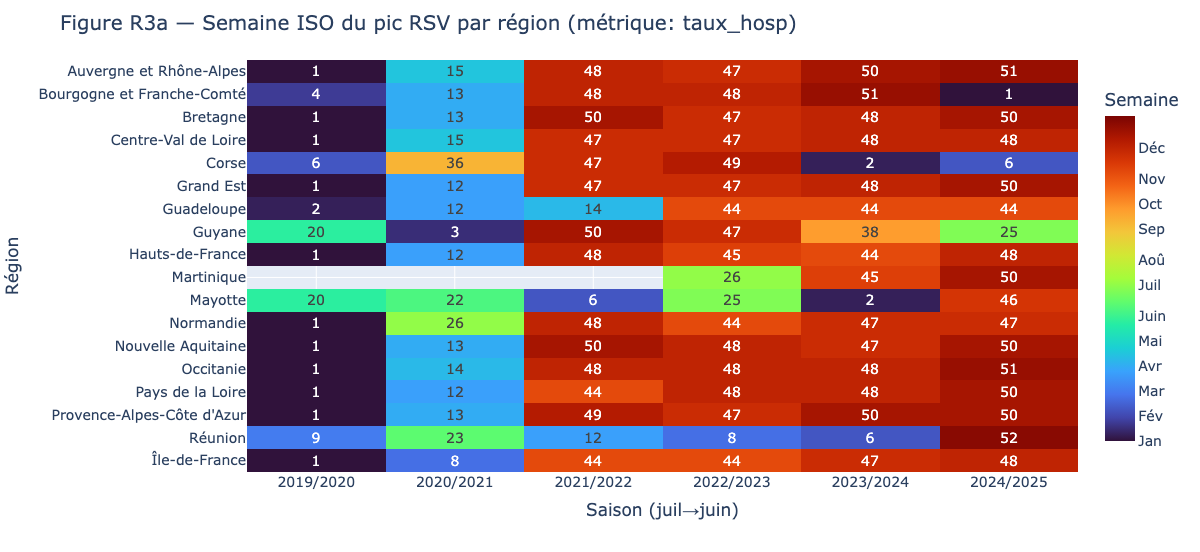 Figure R3a — Semaine ISO du pic RSV par région (métrique: taux_hosp)
Région
Auvergne et Rhône-Alpes 1 15 48 47 50 51
Bourgogne et Franche-Comté 4 13 48 48 51 1
Bretagne 1 13 50 47 48 50
Centre-Val de Loire 1 15 47 47 48 48
Corse 6 36 47 49 2 6
Grand Est 1 12 47 47 48 50
Guadeloupe 2 12 14 44 44 44
Guyane 20 3 50 47 38 25
Hauts-de-France 1 12 48 45 44 48
Martinique 26 45 50
Mayotte 20 22 6 25 2 46
Normandie 1 26 48 44 47 47
Nouvelle Aquitaine 1 13 50 48 47 50
Occitanie 1 14 48 48 48 51
Pays de la Loire 1 12 44 48 48 50
Provence-Alpes-Côte d'Azur 1 13 49 47 50 50
Réunion 9 23 12 8 6 52
Île-de-France 1 8 44 44 47 48
2019/2020 2020/2021 2021/2022 2022/2023 2023/2024 2024/2025
Saison (juil→juin)
Semaine
Déc
Nov
Oct
Sep
Aoû
Juil
Juin
Mai
Avr
Mar
Fév
Jan